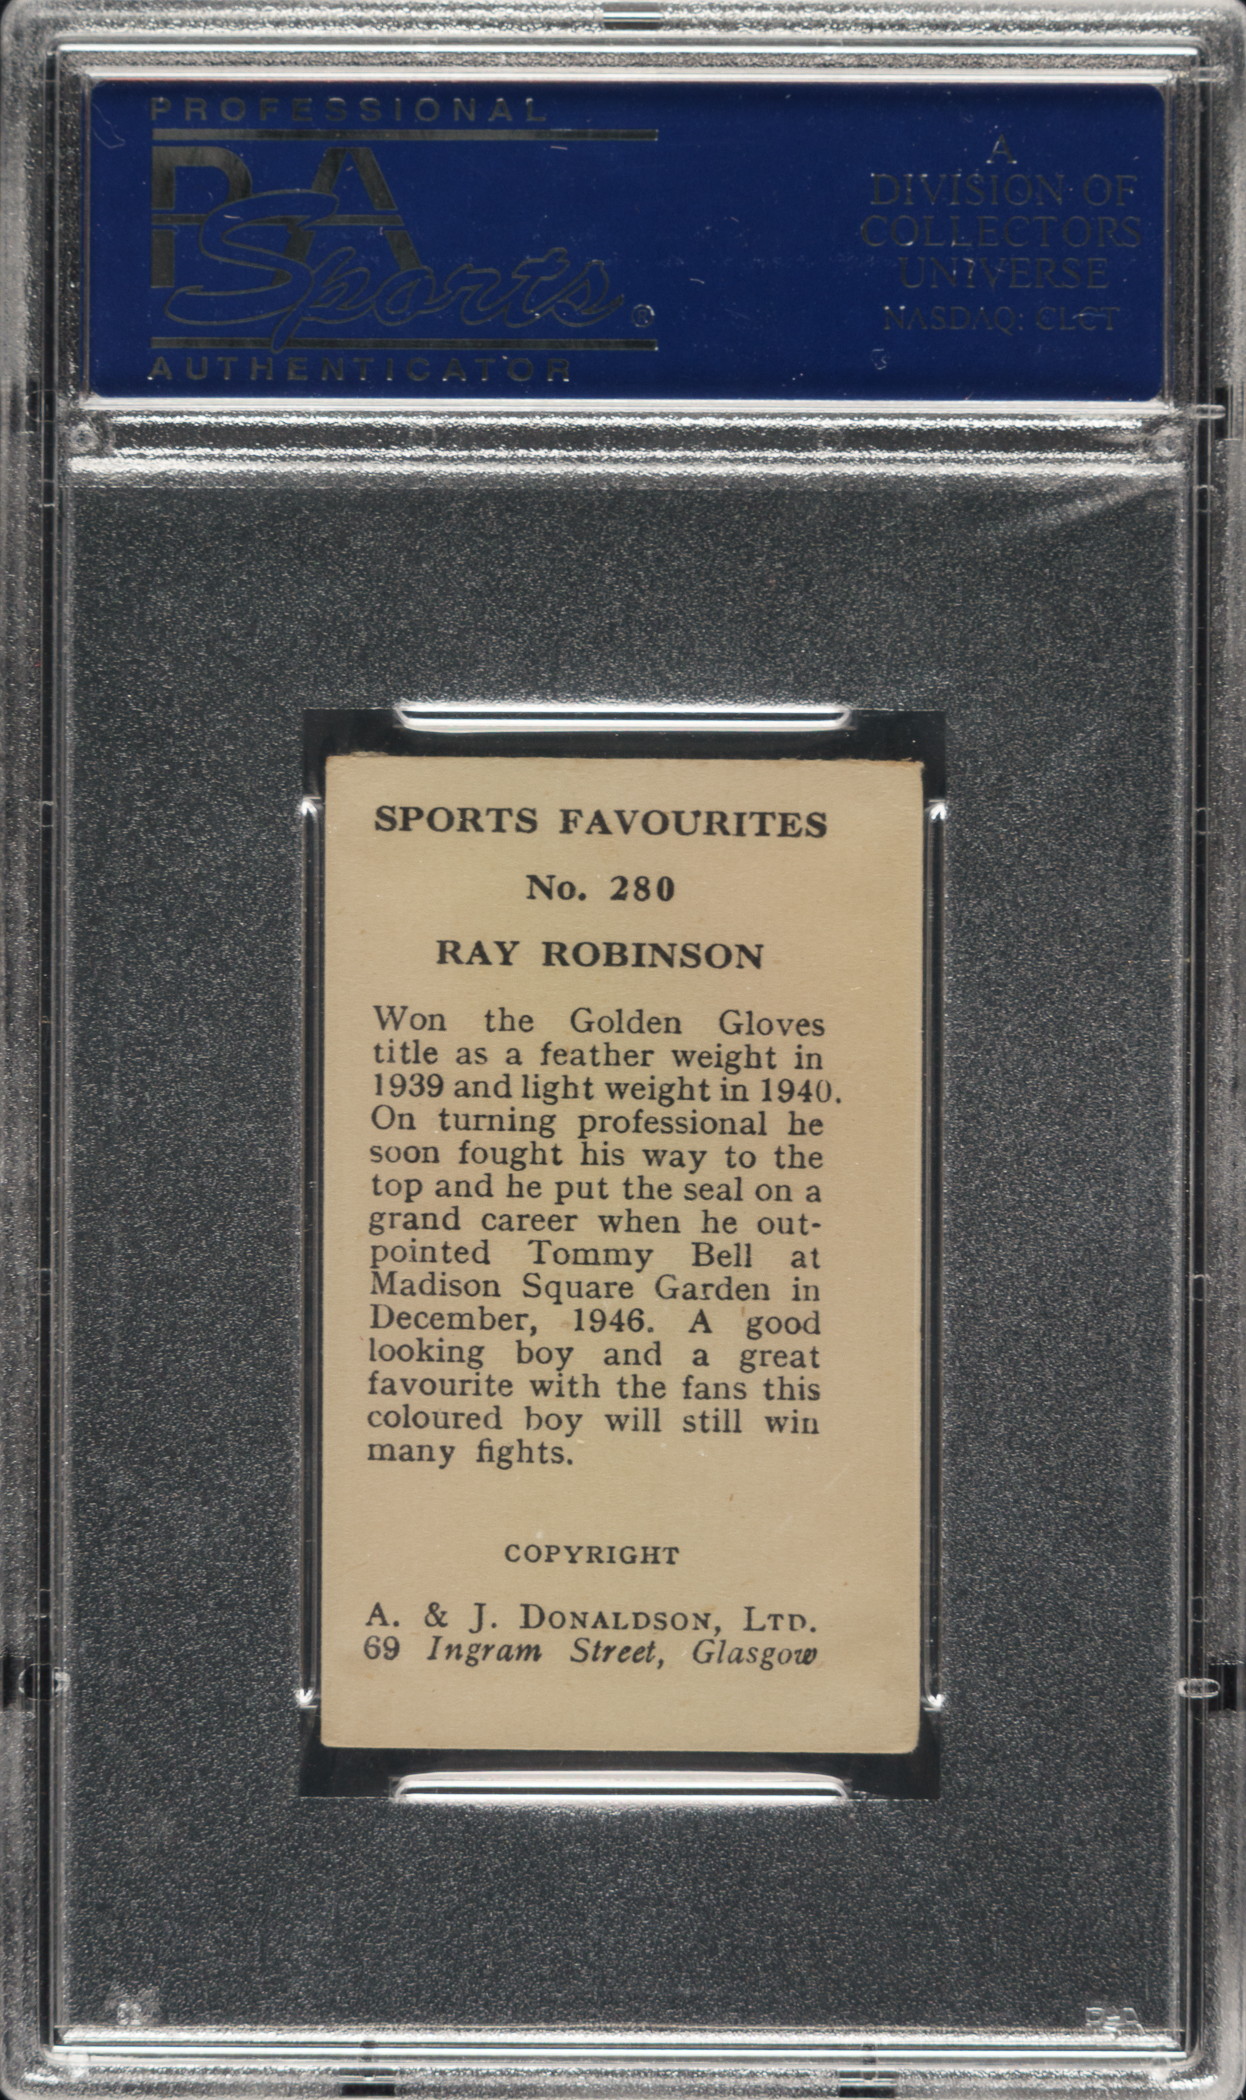 PROFESSIONAL
PSA
Sports®
AUTHENTICATOR
A
DIVISION OF
COLLECTORS
UNIVERSE
NASDAQ: CLCT
SPORTS FAVOURITES
No. 280
RAY ROBINSON
Won the Golden Gloves
title as a feather weight in
1939 and light weight in 1940.
On turning professional he
soon fought his way to the
top and he put the seal on a
grand career when he out-
pointed Tommy Bell at
Madison Square Garden in
December, 1946. A good
looking boy and a great
favourite with the fans this
coloured boy will still win
many fights.
COPYRIGHT
A. & J. DONALDSON, LTD.
69 Ingram Street, Glasgow
PSA